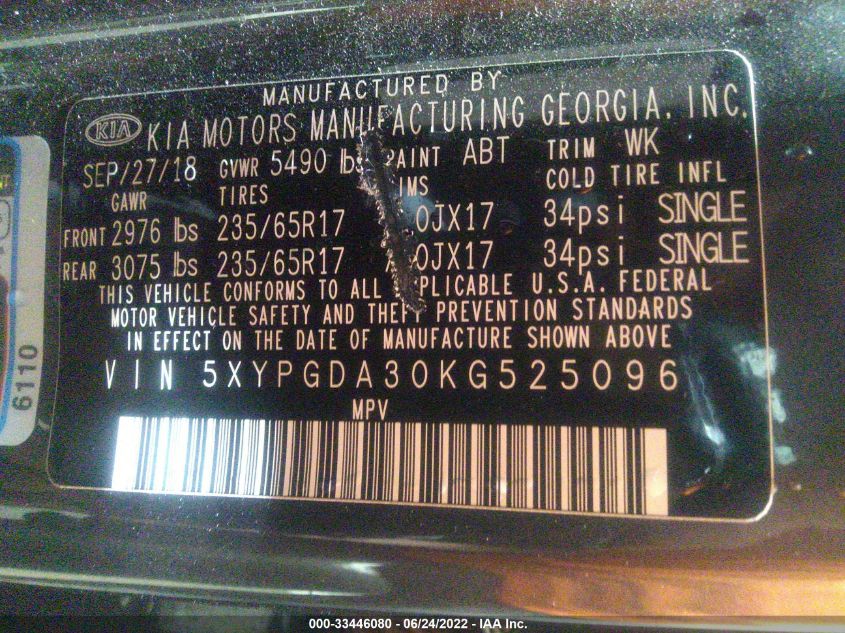 MANUFACTURED BY
KIA KIA MOTORS MANUFACTURING GEORGIA, INC.
SEP/27/18 GVWR 5490 lbs PAINT ABT TRIM WK
GAWR TIRES COLD TIRE INFL
FRONT 2976 lbs 235/65R17 0JX17 34psi SINGLE
REAR 3075 lbs 235/65R17 0JX17 34psi SINGLE
THIS VEHICLE CONFORMS TO ALL APPLICABLE U.S.A. FEDERAL
MOTOR VEHICLE SAFETY AND THEFT PREVENTION STANDARDS
IN EFFECT ON THE DATE OF MANUFACTURE SHOWN ABOVE
VIN 5XYPGDA30KG525096
MPV
6110
000-33446080 - 06/24/2022 - IAA Inc.